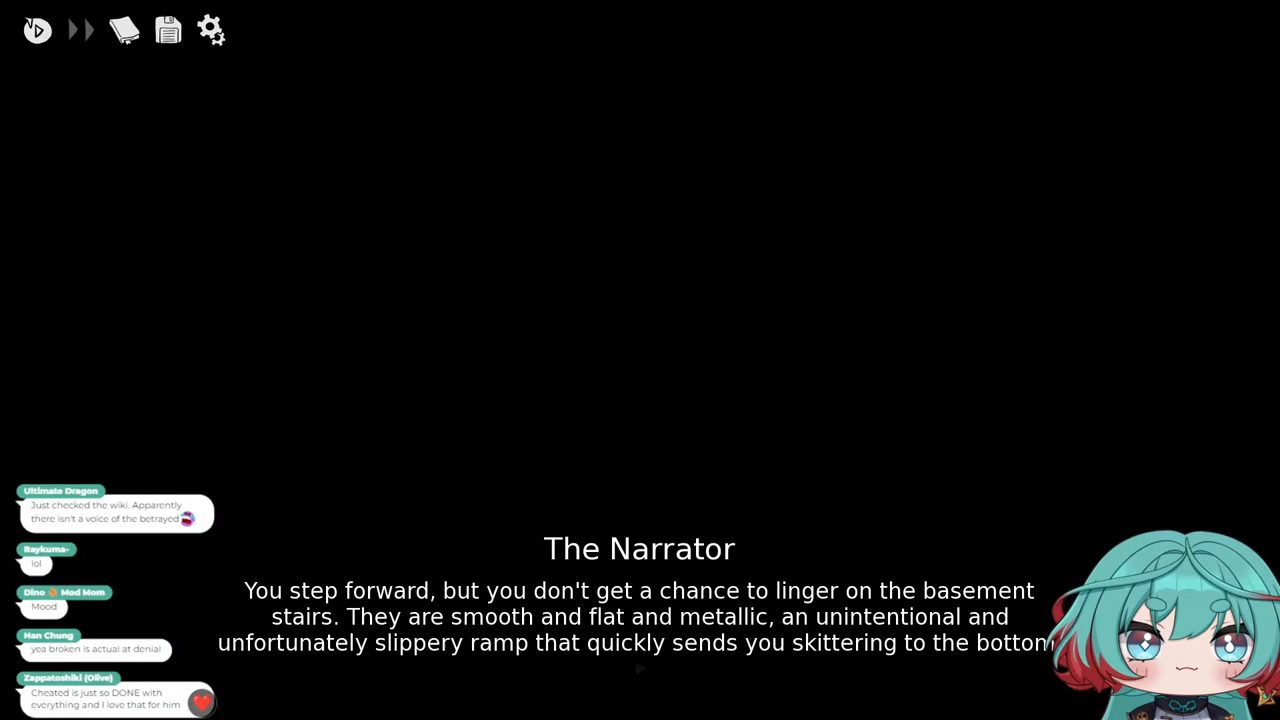 Ultimate Dragon
Just checked the wiki. Apparently
there isn't a voice of the betrayed
Raykuma-
lol
Dino Mod Mom
Mood
Han Chung
yea broken is actual at denial
Zappatoshiki (Olive)
Cheated is just so DONE with
everything and I love that for him
The Narrator
You step forward, but you don't get a chance to linger on the basement
stairs. They are smooth and flat and metallic, an unintentional and
unfortunately slippery ramp that quickly sends you skittering to the bottom